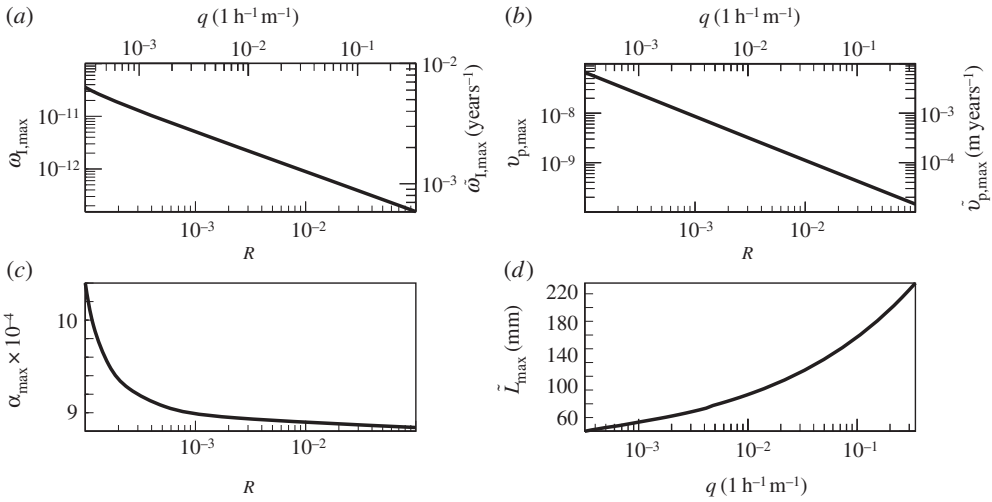 (a)
q (1 h⁻¹ m⁻¹)
10⁻³ 10⁻² 10⁻¹
ω_I,max
10⁻¹¹
10⁻¹²
10⁻²
10⁻³
ω̃_I,max (years⁻¹)
10⁻³ 10⁻²
R
(b)
q (1 h⁻¹ m⁻¹)
10⁻³ 10⁻² 10⁻¹
υ_p,max
10⁻⁸
10⁻⁹
10⁻³
10⁻⁴
υ̃_p,max (m years⁻¹)
10⁻³ 10⁻²
R
(c)
α_max × 10⁻⁴
10
9
10⁻³ 10⁻²
R
(d)
L̃_max (mm)
220
180
140
100
60
10⁻³ 10⁻² 10⁻¹
q (1 h⁻¹ m⁻¹)